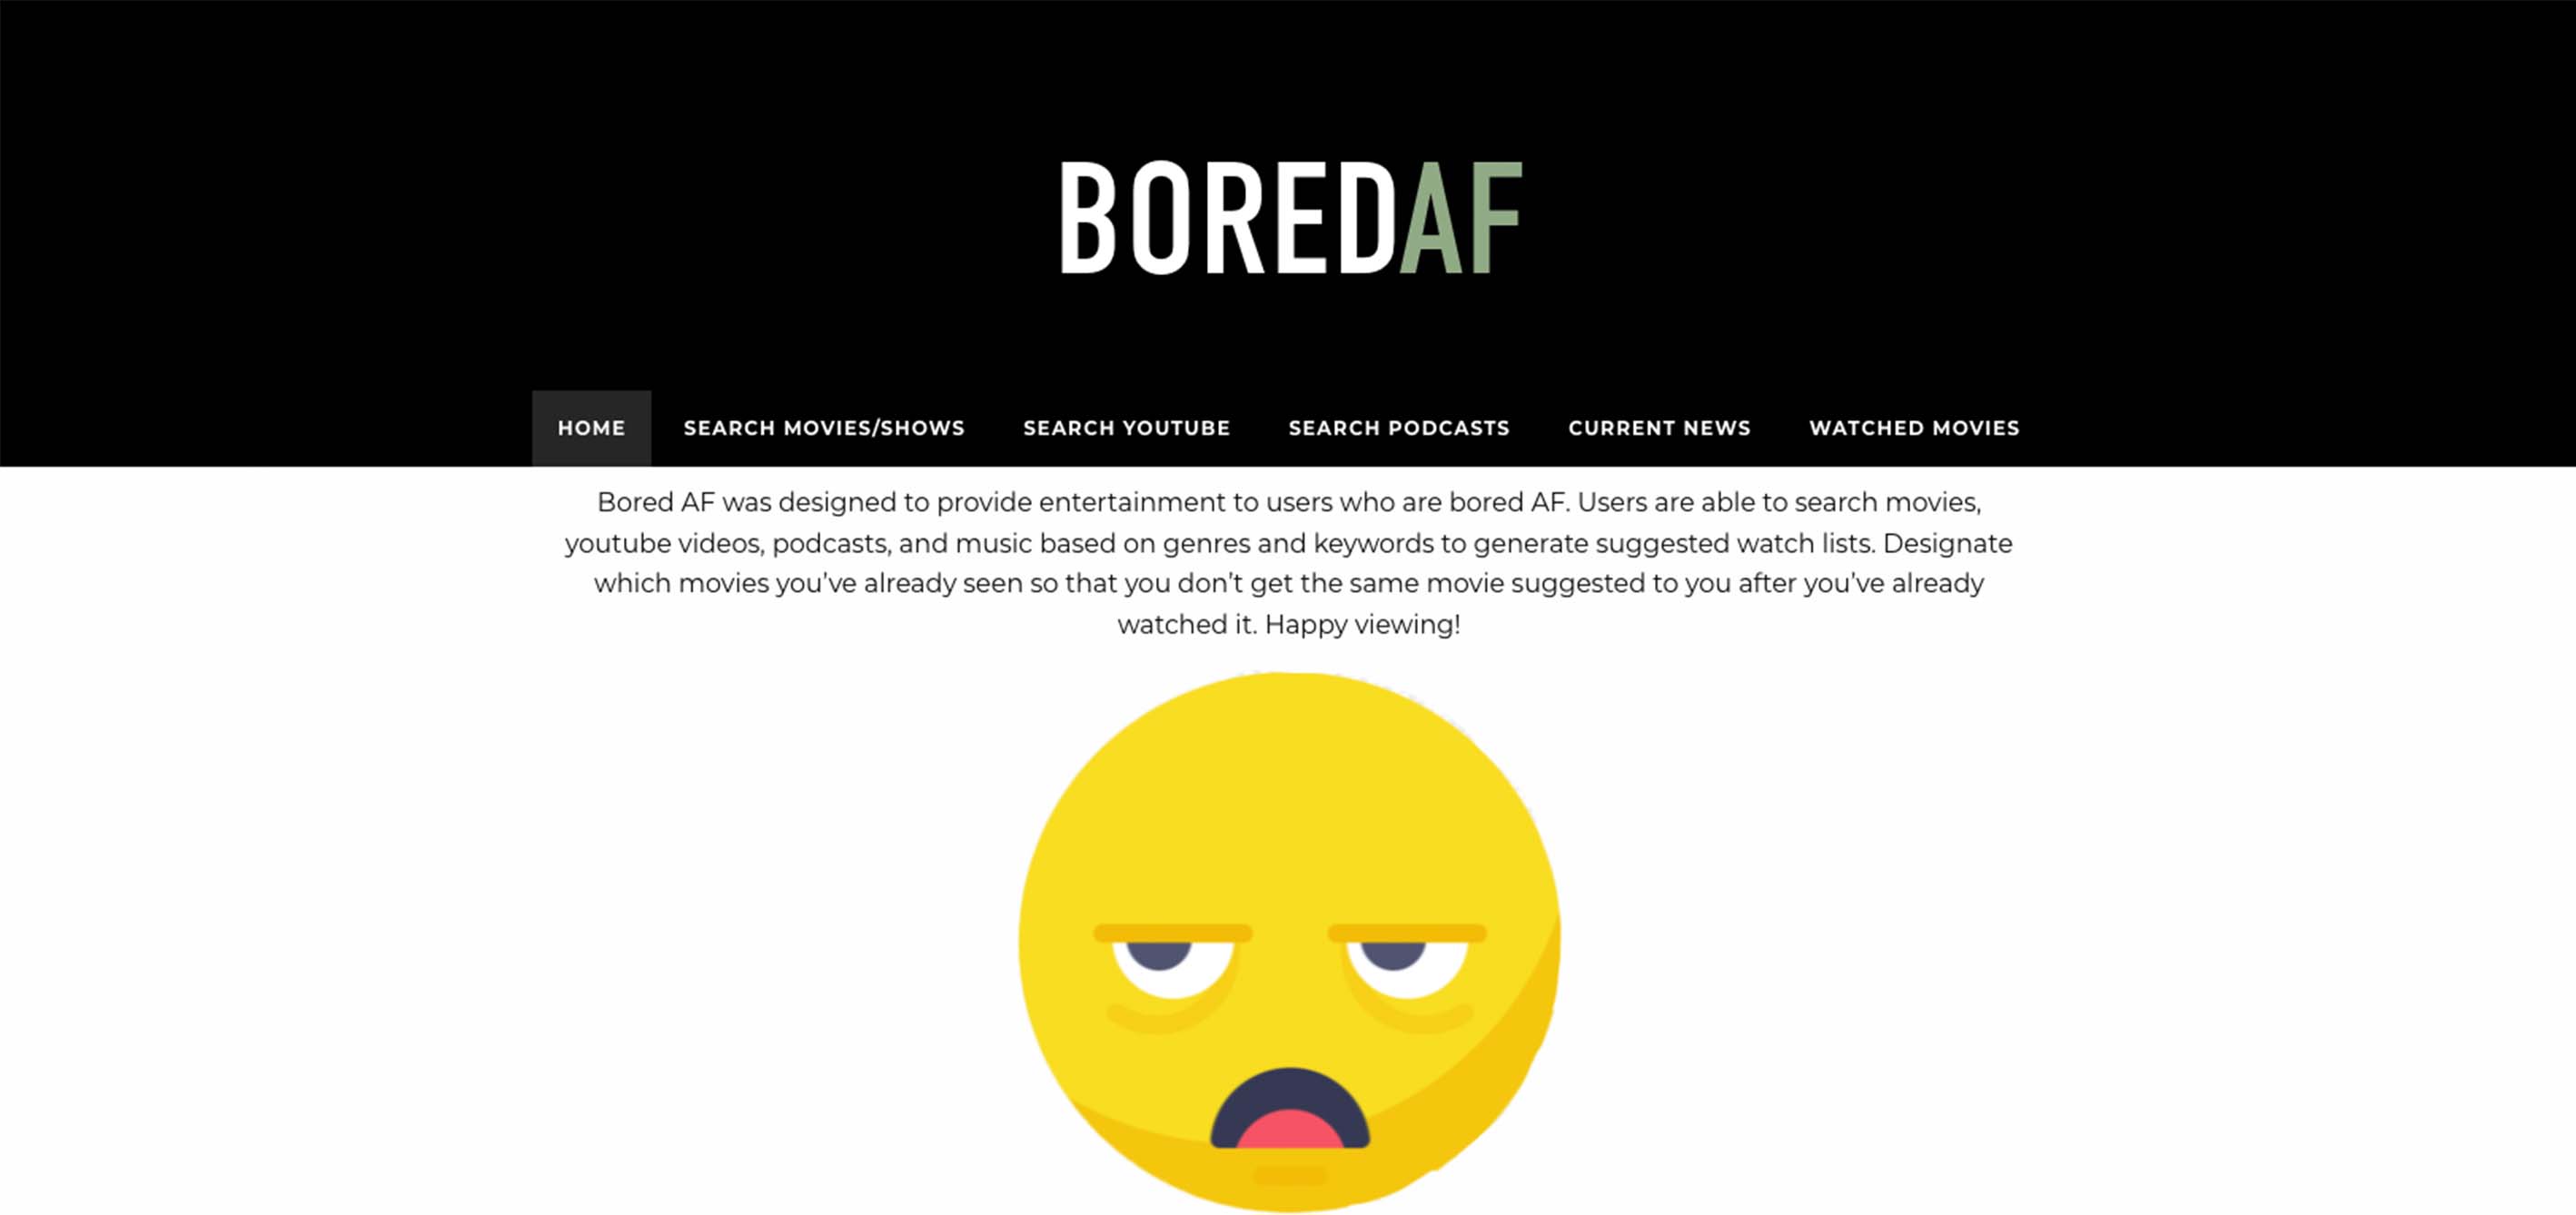 BOREDAF
HOME SEARCH MOVIES/SHOWS SEARCH YOUTUBE SEARCH PODCASTS CURRENT NEWS WATCHED MOVIES
Bored AF was designed to provide entertainment to users who are bored AF. Users are able to search movies,
youtube videos, podcasts, and music based on genres and keywords to generate suggested watch lists. Designate
which movies you’ve already seen so that you don’t get the same movie suggested to you after you’ve already
watched it. Happy viewing!